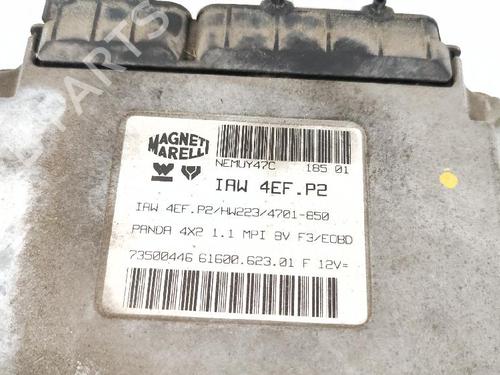 MAGNETI
MARELLI
NEMUY47C 185 01
IAW 4EF.P2
IAW 4EF.P2/HW223/4701-850
PANDA 4X2 1.1 MPI 8V F3/EOBD
73500446 61600.623.01 F 12V=